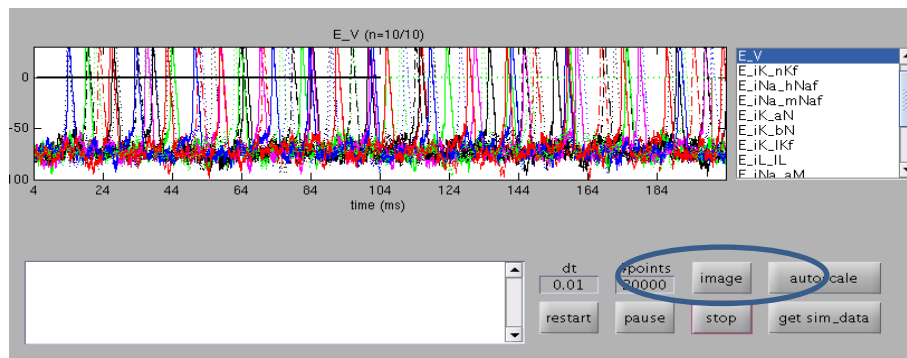 E_V (n=10/10)
0
-50
100
4 24 44 64 84 104 124 144 164 184
time (ms)
E_V
E_iK_nKf
E_iNa_hNaf
E_iNa_mNaf
E_iK_aN
E_iK_bN
E_iK_IKf
E_iL_IL
E_iNa_aM
dt #points
0.01 20000 image autoscale
restart pause stop get sim_data